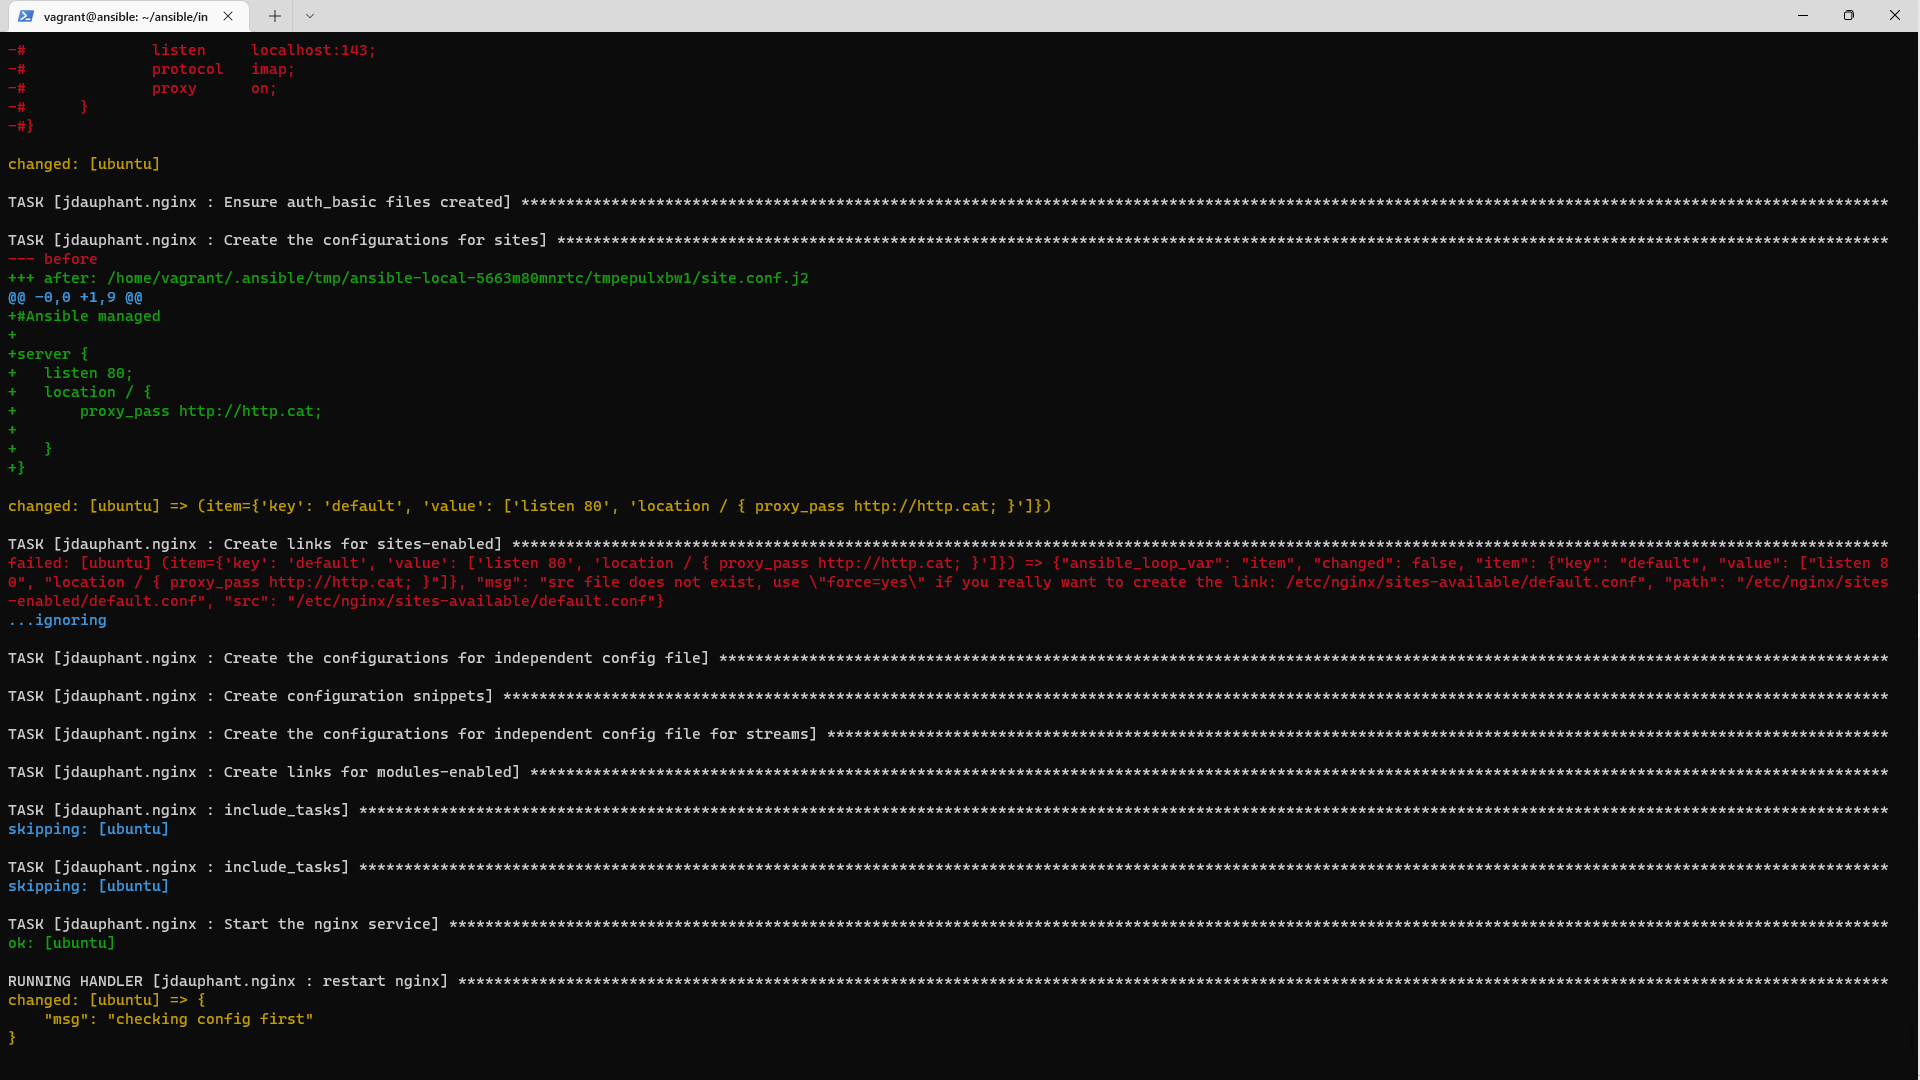 vagrant@ansible: ~/ansible/in
-#              listen     localhost:143;
-#              protocol   imap;
-#              proxy      on;
-#      }
-#}
changed: [ubuntu]
TASK [jdauphant.nginx : Ensure auth_basic files created] ********************************************************************************************************************************************************
TASK [jdauphant.nginx : Create the configurations for sites] ****************************************************************************************************************************************************
--- before
+++ after: /home/vagrant/.ansible/tmp/ansible-local-5663m80mnrtc/tmpepulxbw1/site.conf.j2
@@ -0,0 +1,9 @@
+#Ansible managed
+
+server {
+   listen 80;
+   location / {
+       proxy_pass http://http.cat;
+
+   }
+}
changed: [ubuntu] => (item={'key': 'default', 'value': ['listen 80', 'location / { proxy_pass http://http.cat; }']})
TASK [jdauphant.nginx : Create links for sites-enabled] *********************************************************************************************************************************************************
failed: [ubuntu] (item={'key': 'default', 'value': ['listen 80', 'location / { proxy_pass http://http.cat; }']}) => {"ansible_loop_var": "item", "changed": false, "item": {"key": "default", "value": ["listen 8
0", "location / { proxy_pass http://http.cat; }"]}, "msg": "src file does not exist, use \"force=yes\" if you really want to create the link: /etc/nginx/sites-available/default.conf", "path": "/etc/nginx/sites
-enabled/default.conf", "src": "/etc/nginx/sites-available/default.conf"}
...ignoring
TASK [jdauphant.nginx : Create the configurations for independent config file] **********************************************************************************************************************************
TASK [jdauphant.nginx : Create configuration snippets] **********************************************************************************************************************************************************
TASK [jdauphant.nginx : Create the configurations for independent config file for streams] **********************************************************************************************************************
TASK [jdauphant.nginx : Create links for modules-enabled] *******************************************************************************************************************************************************
TASK [jdauphant.nginx : include_tasks] **************************************************************************************************************************************************************************
skipping: [ubuntu]
TASK [jdauphant.nginx : include_tasks] **************************************************************************************************************************************************************************
skipping: [ubuntu]
TASK [jdauphant.nginx : Start the nginx service] ****************************************************************************************************************************************************************
ok: [ubuntu]
RUNNING HANDLER [jdauphant.nginx : restart nginx] ***************************************************************************************************************************************************************
changed: [ubuntu] => {
    "msg": "checking config first"
}